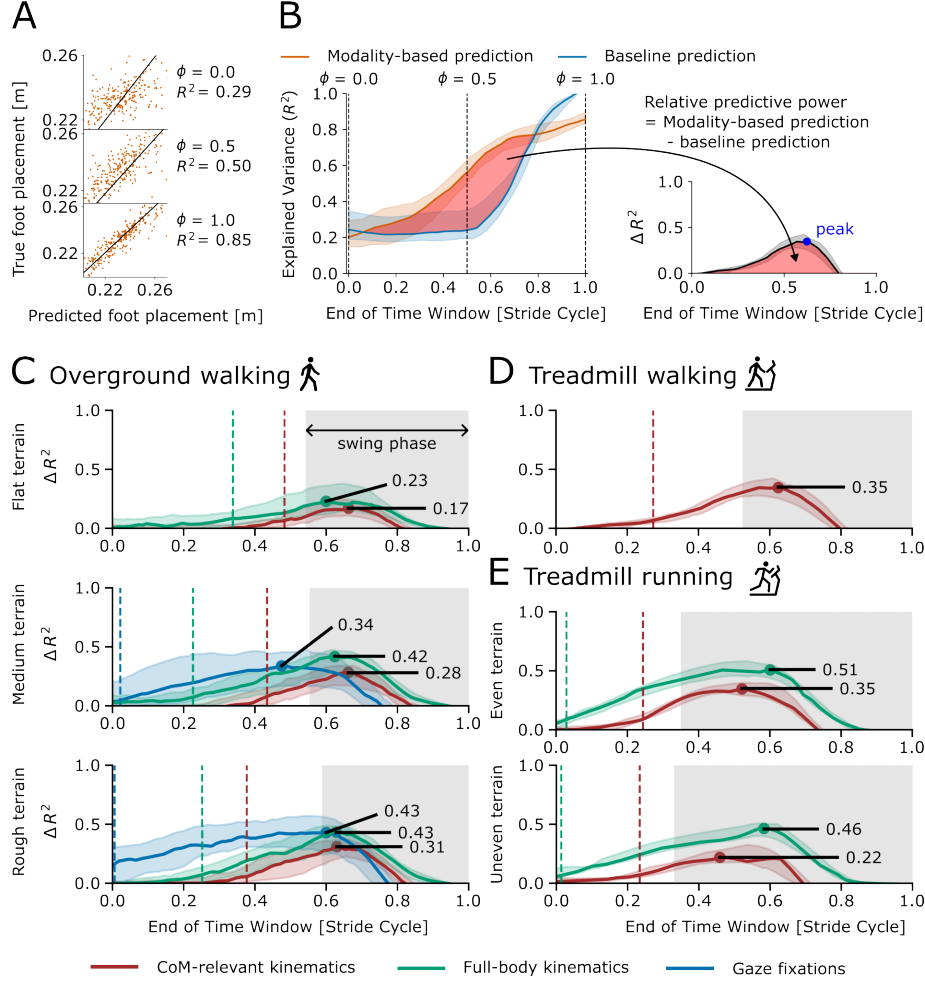 A
True foot placement [m]
0.26
0.22
0.26
0.22
0.26
0.22
ϕ = 0.0
R² = 0.29
ϕ = 0.5
R² = 0.50
ϕ = 1.0
R² = 0.85
0.22 0.26
Predicted foot placement [m]
B
Modality-based prediction
Baseline prediction
ϕ = 0.0 ϕ = 0.5 ϕ = 1.0
Explained Variance (R²)
1.0
0.8
0.6
0.4
0.2
0.0
0.0 0.2 0.4 0.6 0.8 1.0
End of Time Window [Stride Cycle]
Relative predictive power
= Modality-based prediction
- baseline prediction
Δ R²
1.0
0.5
0.0
peak
0.0 0.5 1.0
End of Time Window [Stride Cycle]
C Overground walking
Flat terrain
Δ R²
1.0
0.5
0.0
swing phase
0.23
0.17
0.0 0.2 0.4 0.6 0.8 1.0
Medium terrain
Δ R²
1.0
0.5
0.0
0.34
0.42
0.28
0.0 0.2 0.4 0.6 0.8 1.0
Rough terrain
Δ R²
1.0
0.5
0.0
0.43
0.43
0.31
0.0 0.2 0.4 0.6 0.8 1.0
End of Time Window [Stride Cycle]
D Treadmill walking
1.0
0.5
0.0
0.35
0.0 0.2 0.4 0.6 0.8 1.0
E Treadmill running
Even terrain
1.0
0.5
0.0
0.51
0.35
0.0 0.2 0.4 0.6 0.8 1.0
Uneven terrain
1.0
0.5
0.0
0.46
0.22
0.0 0.2 0.4 0.6 0.8 1.0
End of Time Window [Stride Cycle]
CoM-relevant kinematics
Full-body kinematics
Gaze fixations